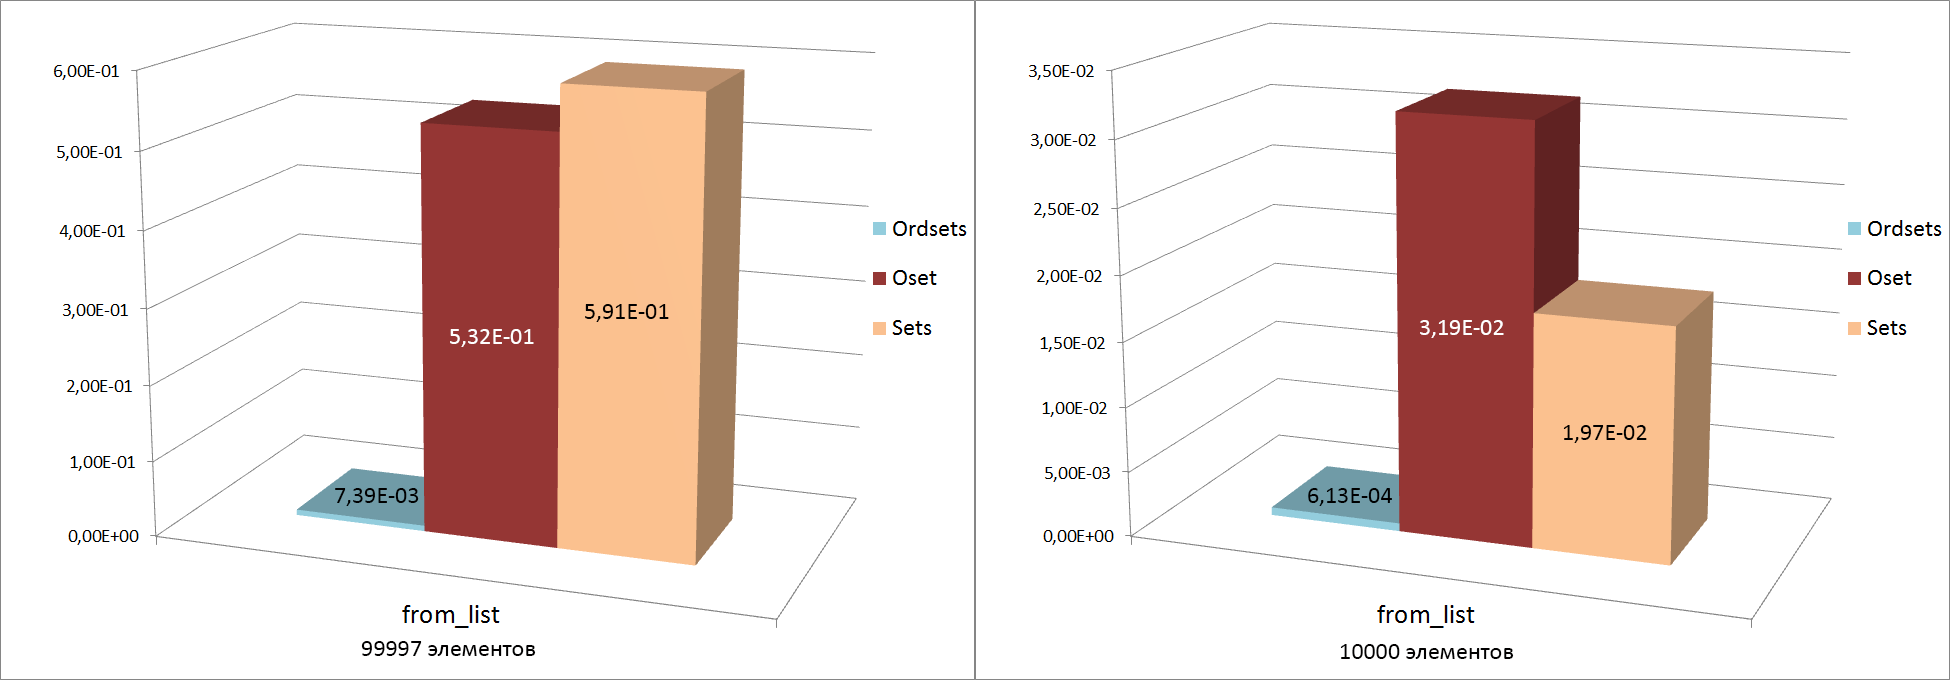 6,00E-01
5,00E-01
4,00E-01
3,00E-01
2,00E-01
1,00E-01
0,00E+00
7,39E-03
5,32E-01
5,91E-01
Ordsets
Oset
Sets
from_list
99997 элементов
3,50E-02
3,00E-02
2,50E-02
2,00E-02
1,50E-02
1,00E-02
5,00E-03
0,00E+00
6,13E-04
3,19E-02
1,97E-02
Ordsets
Oset
Sets
from_list
10000 элементов